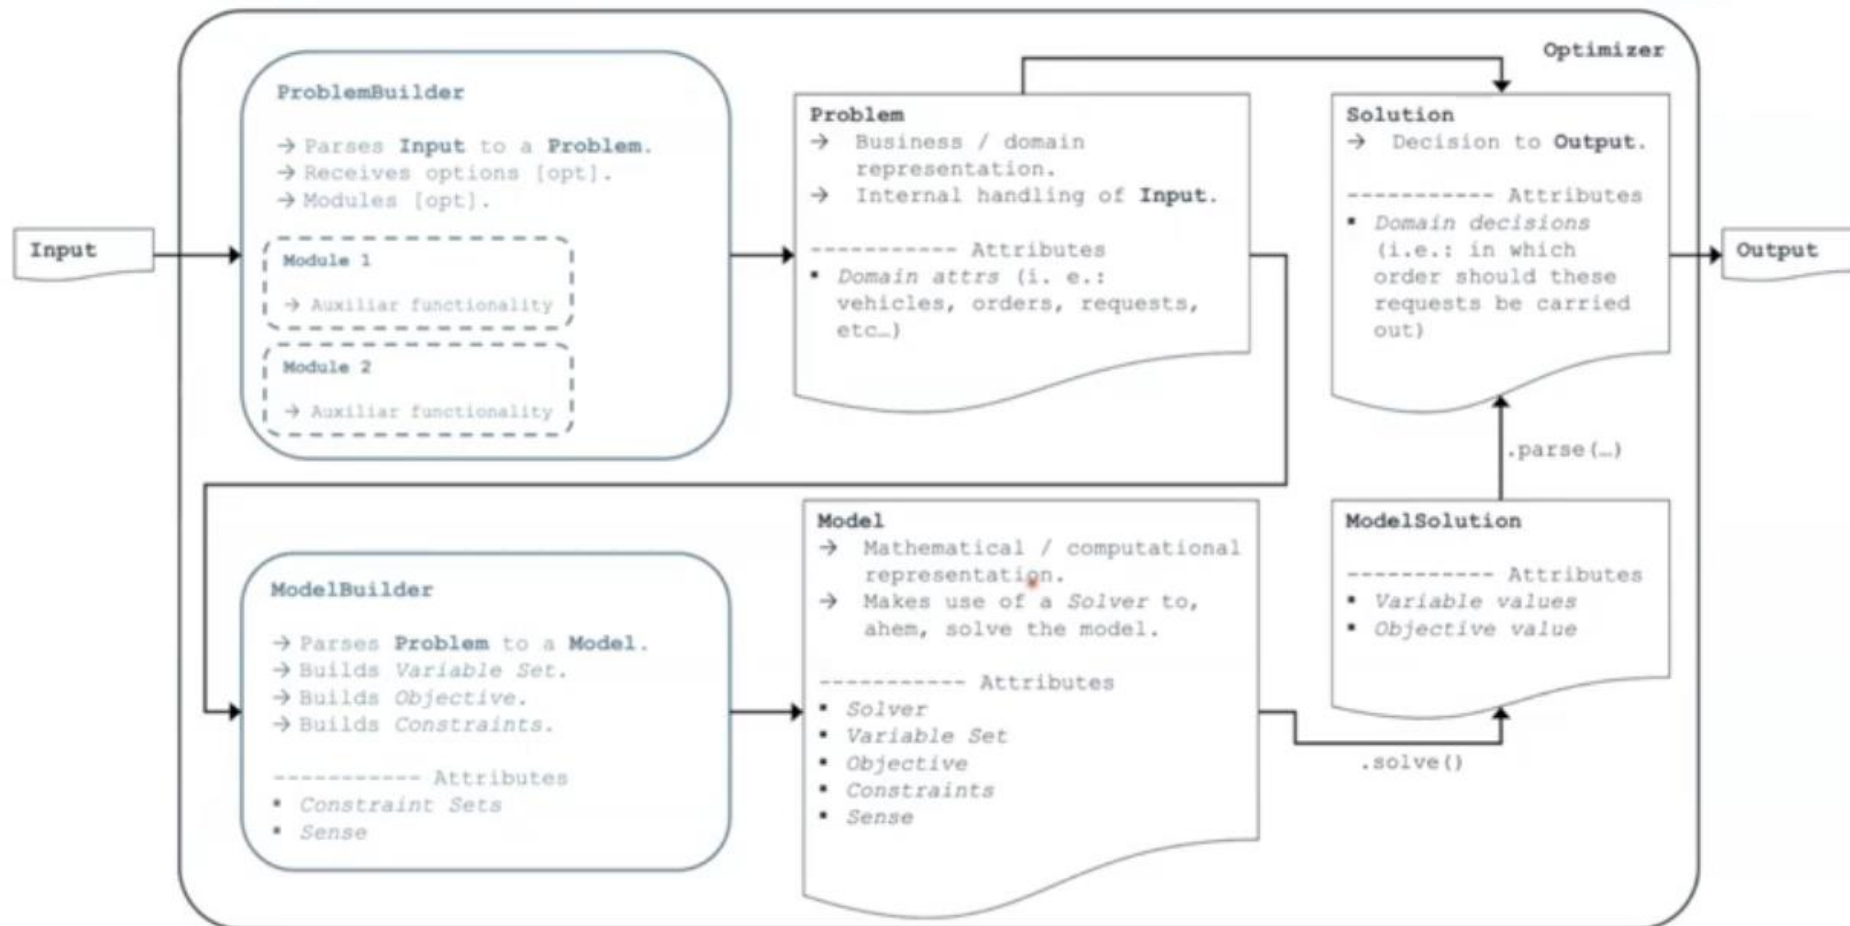 Optimizer
Input
ProblemBuilder
→ Parses Input to a Problem.
→ Receives options [opt].
→ Modules [opt].
Module 1
→ Auxiliar functionality
Module 2
→ Auxiliar functionality
Problem
→ Business / domain
representation.
→ Internal handling of Input.
----------- Attributes
▪ Domain attrs (i. e.:
vehicles, orders, requests,
etc…)
Solution
→ Decision to Output.
----------- Attributes
▪ Domain decisions
(i.e.: in which
order should these
requests be carried
out)
Output
.parse(…)
ModelBuilder
→ Parses Problem to a Model.
→ Builds Variable Set.
→ Builds Objective.
→ Builds Constraints.
----------- Attributes
▪ Constraint Sets
▪ Sense
Model
→ Mathematical / computational
representation.
→ Makes use of a Solver to,
ahem, solve the model.
----------- Attributes
▪ Solver
▪ Variable Set
▪ Objective
▪ Constraints
▪ Sense
ModelSolution
----------- Attributes
▪ Variable values
▪ Objective value
.solve()